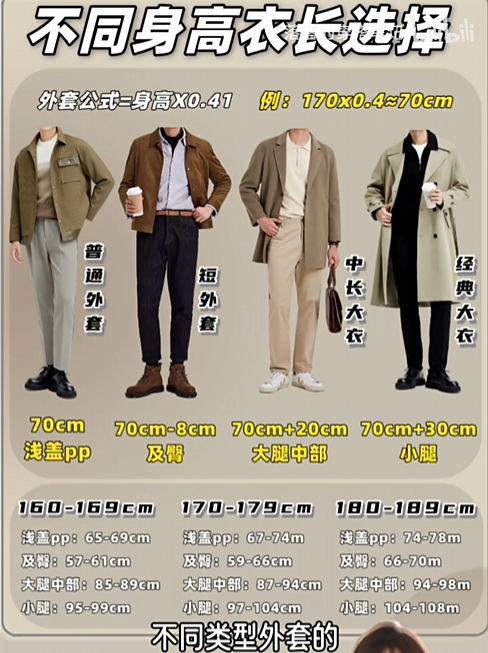 不同身高衣长选择
外套公式=身高X0.41 例：170x0.4≈70cm
普通外套
短外套
中长大衣
经典大衣
70cm
浅盖pp
70cm-8cm
及臀
70cm+20cm
大腿中部
70cm+30cm
小腿
160-169cm
浅盖pp：65-69cm
及臀：57-61cm
大腿中部：85-89cm
小腿：95-99cm
170-179cm
浅盖pp：67-74m
及臀：59-66cm
大腿中部：87-94cm
小腿：97-104cm
180-189cm
浅盖pp：74-78m
及臀：66-70m
大腿中部：94-98m
小腿：104-108m
不同类型外套的